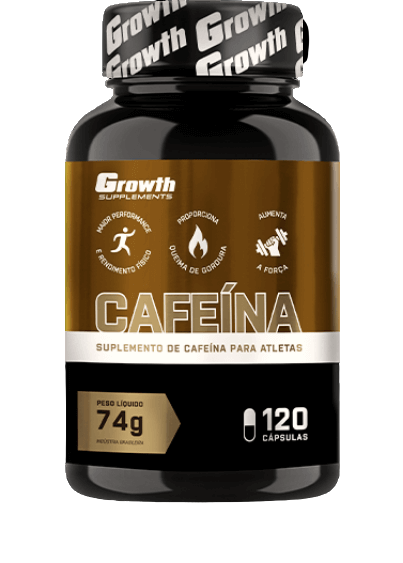 Growth Growth
Growth Growth
Growth
SUPPLEMENTS
MAIOR PERFORMANCE
E RENDIMENTO FÍSICO
PROPORCIONA
QUEIMA DE GORDURA
AUMENTA
A FORÇA
CAFEÍNA
SUPLEMENTO DE CAFEÍNA PARA ATLETAS
PESO LÍQUIDO
74g
INDÚSTRIA BRASILEIRA
120
CÁPSULAS